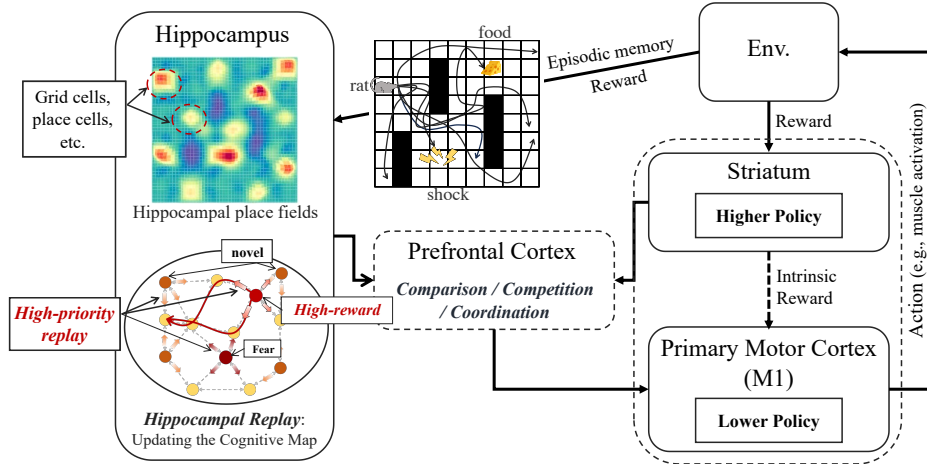 Hippocampus
Grid cells,
place cells,
etc.
Hippocampal place fields
novel
High-priority
replay
High-reward
Fear
Hippocampal Replay:
Updating the Cognitive Map
food
rat
shock
Episodic memory
Reward
Env.
Reward
Striatum
Higher Policy
Prefrontal Cortex
Comparison / Competition
/ Coordination
Intrinsic
Reward
Primary Motor Cortex
(M1)
Lower Policy
Action (e.g., muscle activation)